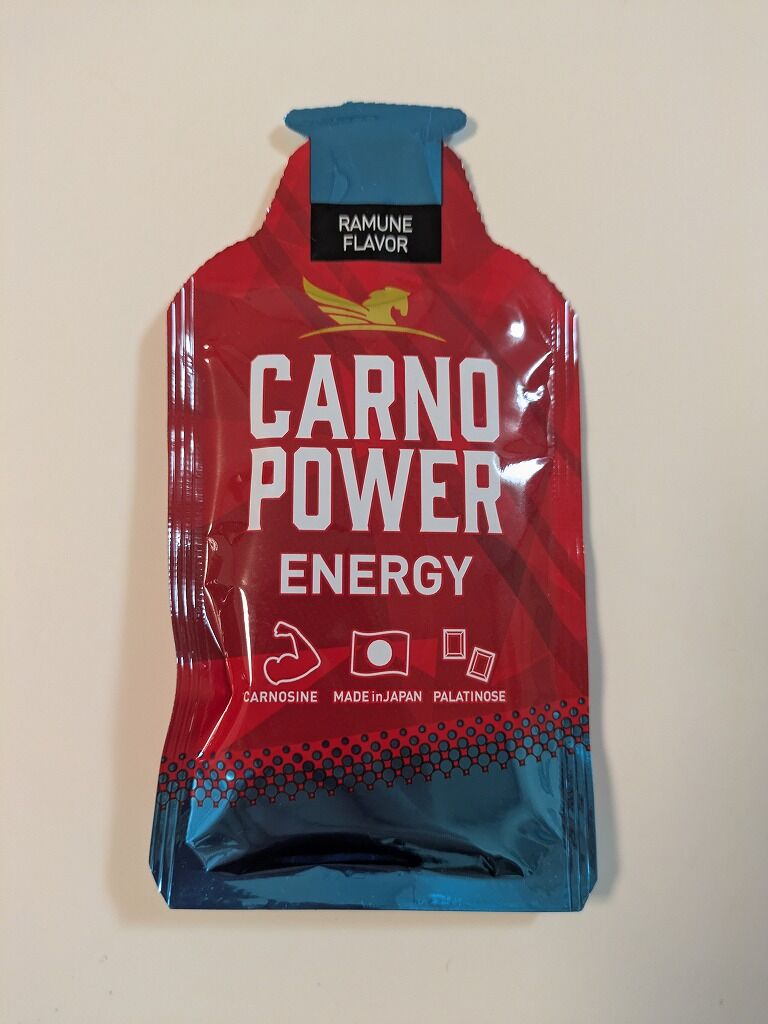 RAMUNE
FLAVOR
CARNO
POWER
ENERGY
CARNOSINE MADE in JAPAN PALATINOSE